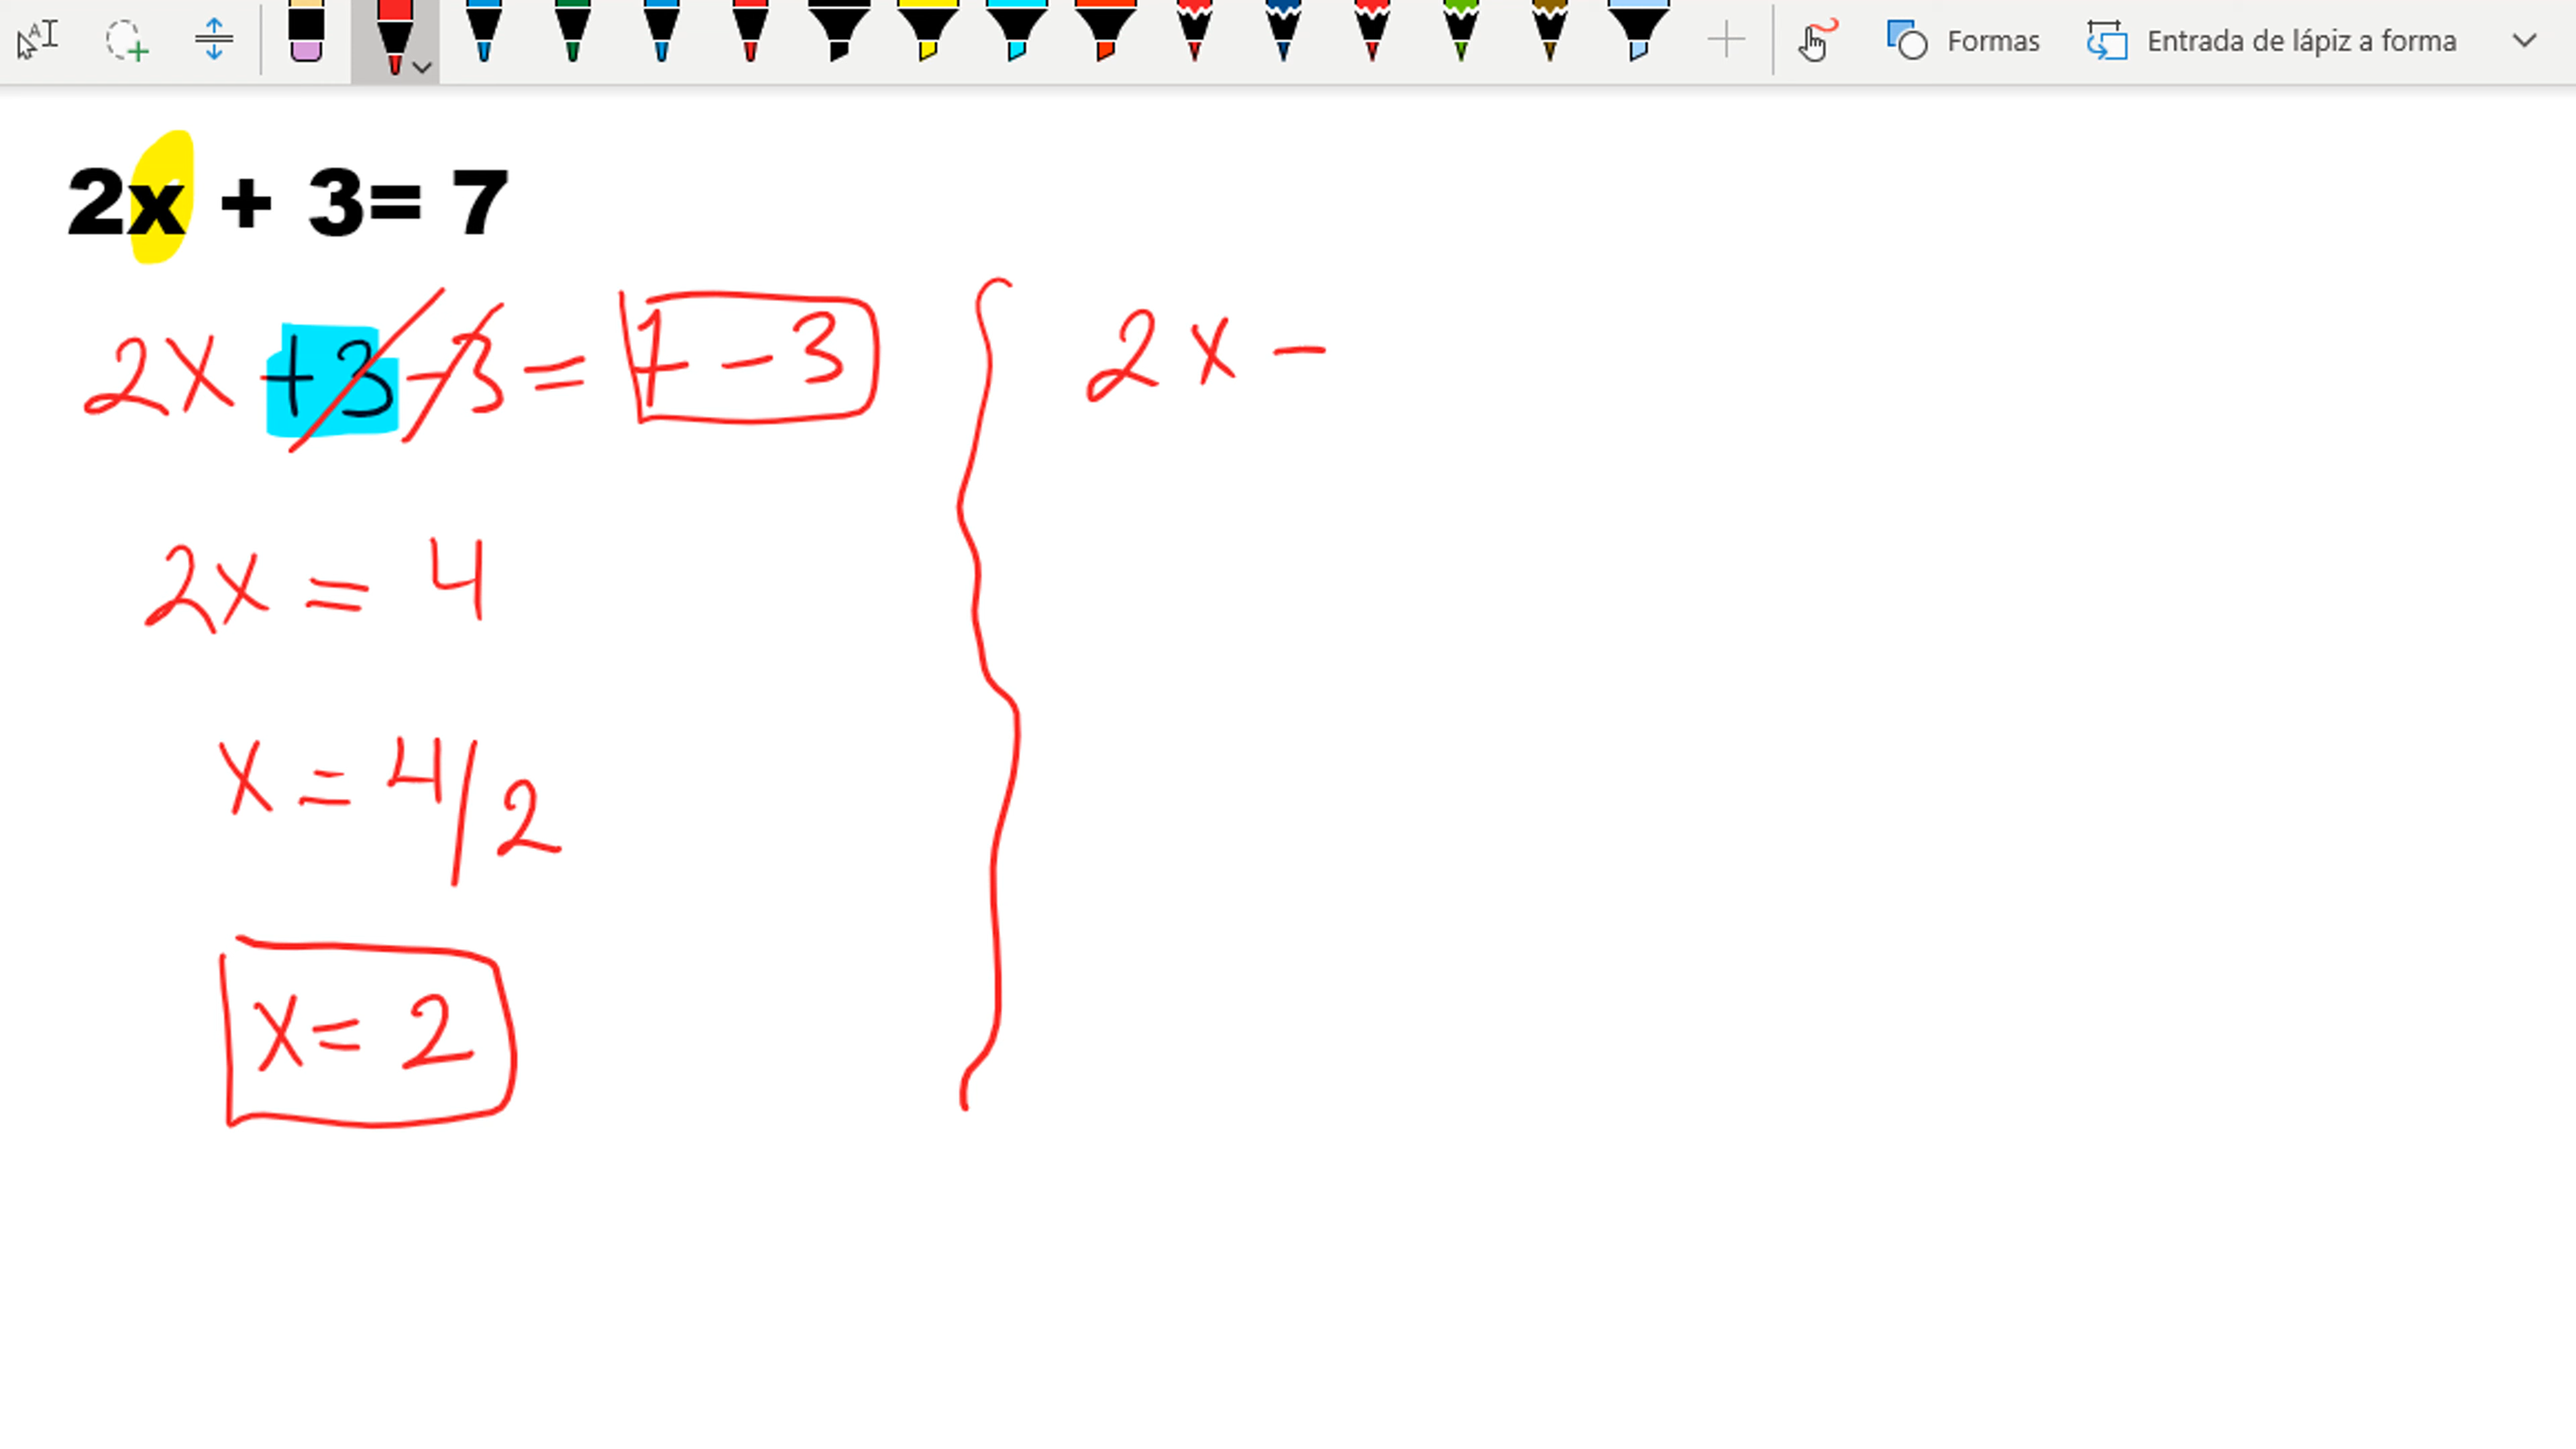 Formas Entrada de lápiz a forma
2x + 3= 7
2x +3 -3 = 7 - 3
2x = 4
x = 4/2
x = 2
2x -